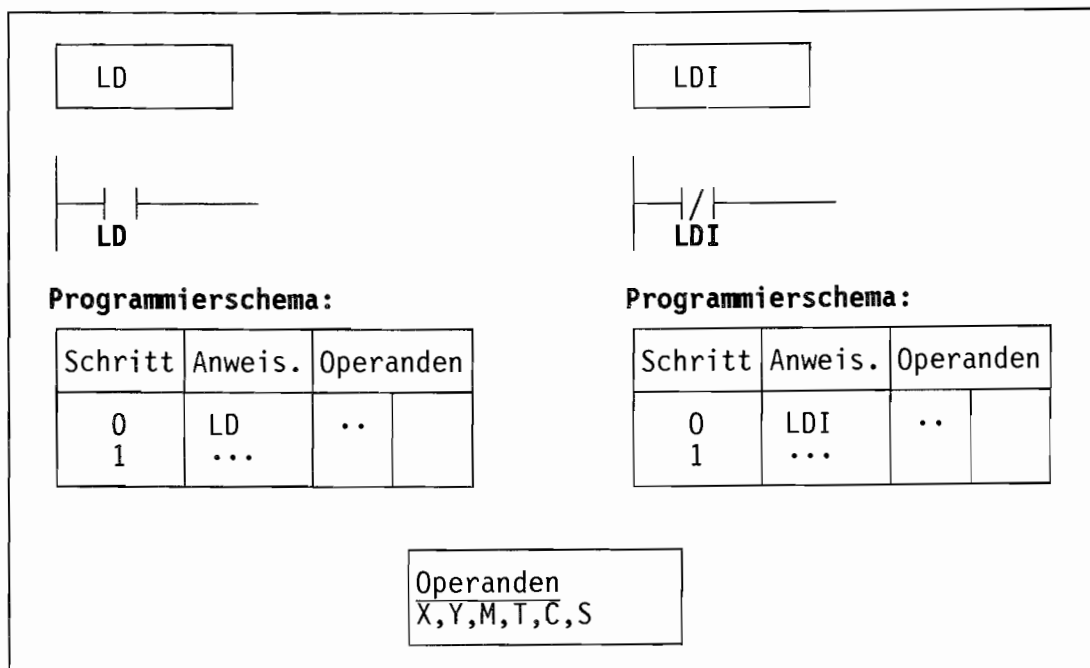 LD
LDI
LD
LDI
Programmierschema:
Programmierschema:
Schritt Anweis. Operanden
0 LD ..
1 ...
Schritt Anweis. Operanden
0 LDI ..
1 ...
Operanden
X,Y,M,T,C,S